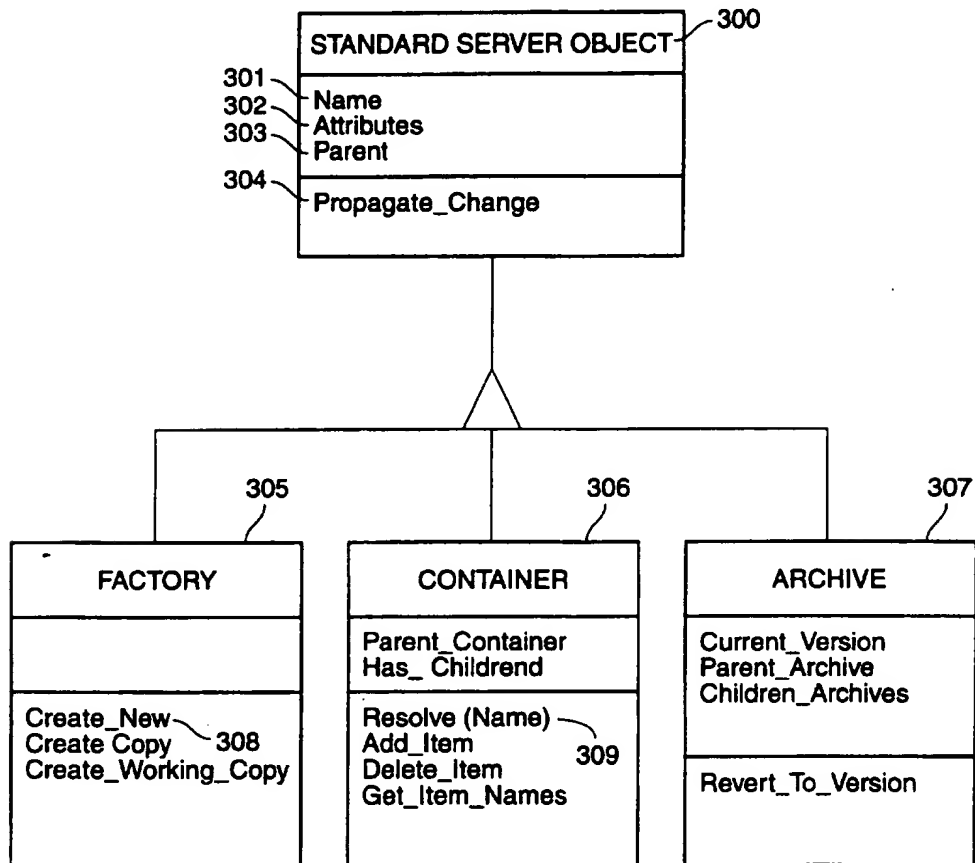 STANDARD SERVER OBJECT 300
301 Name
302 Attributes
303 Parent
304 Propagate_Change
305
306
307
FACTORY
CONTAINER
ARCHIVE
Create_New 308
Create Copy
Create_Working_Copy
Parent_Container
Has_ Childrend
Resolve (Name) 309
Add_Item
Delete_Item
Get_Item_Names
Current_Version
Parent_Archive
Children_Archives
Revert_To_Version